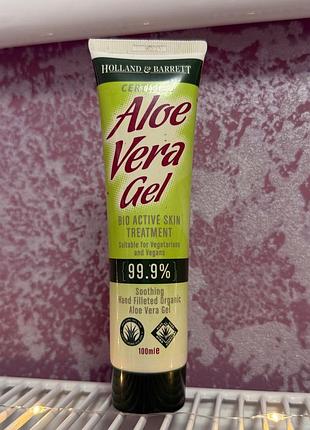 HOLLAND & BARRETT
Aloe
Vera
Gel
BIO ACTIVE SKIN
TREATMENT
Suitable for Vegetarians
and Vegans
99.9%
Soothing
Hand Filleted Organic
Aloe Vera Gel
100ml℮